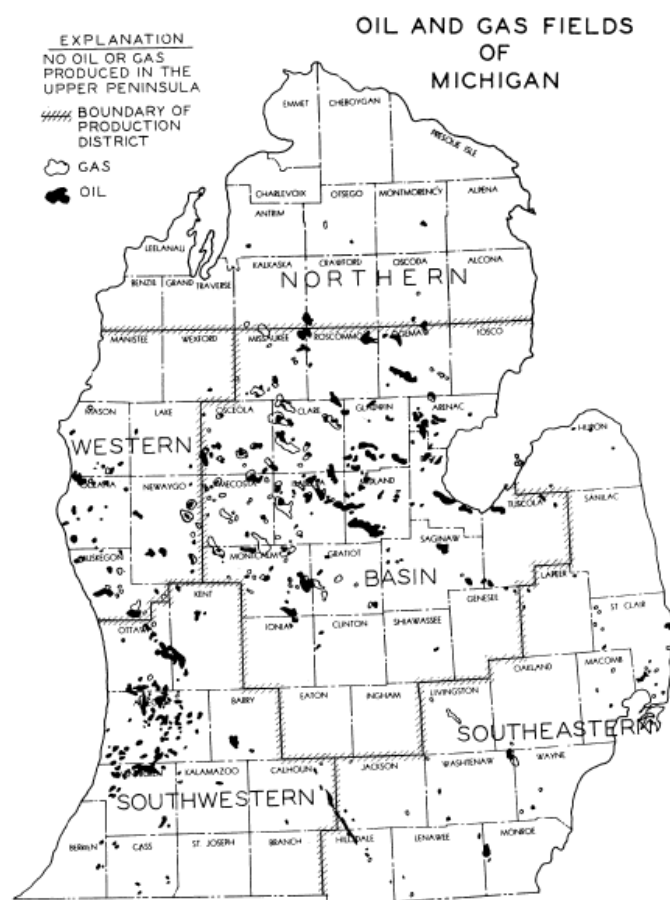 OIL AND GAS FIELDS
OF
MICHIGAN
EXPLANATION
NO OIL OR GAS
PRODUCED IN THE
UPPER PENINSULA
BOUNDARY OF
PRODUCTION
DISTRICT
GAS
OIL
EMMET
CHEBOYGAN
PRESQUE ISLE
CHARLEVOIX
OTSEGO
MONTMORENCY
ALPENA
ANTRIM
LEELANAU
KALKASKA
CRAWFORD
OSCODA
ALCONA
BENZIE
GRAND TRAVERSE
NORTHERN
MANISTEE
WEXFORD
MISSAUKEE
ROSCOMMON
OGEMAW
IOSCO
MASON
LAKE
OSCEOLA
CLARE
GLADWIN
ARENAC
HURON
WESTERN
OCEANA
NEWAYGO
MECOSTA
MIDLAND
TUSCOLA
SANILAC
MUSKEGON
MONTCALM
GRATIOT
SAGINAW
BASIN
LAPEER
KENT
GENESEE
ST CLAIR
OTTAWA
IONIA
CLINTON
SHIAWASSEE
OAKLAND
MACOMB
BARRY
EATON
INGHAM
LIVINGSTON
SOUTHEASTERN
KALAMAZOO
CALHOUN
JACKSON
WASHTENAW
WAYNE
SOUTHWESTERN
BERRIEN
CASS
ST. JOSEPH
BRANCH
HILLSDALE
LENAWEE
MONROE